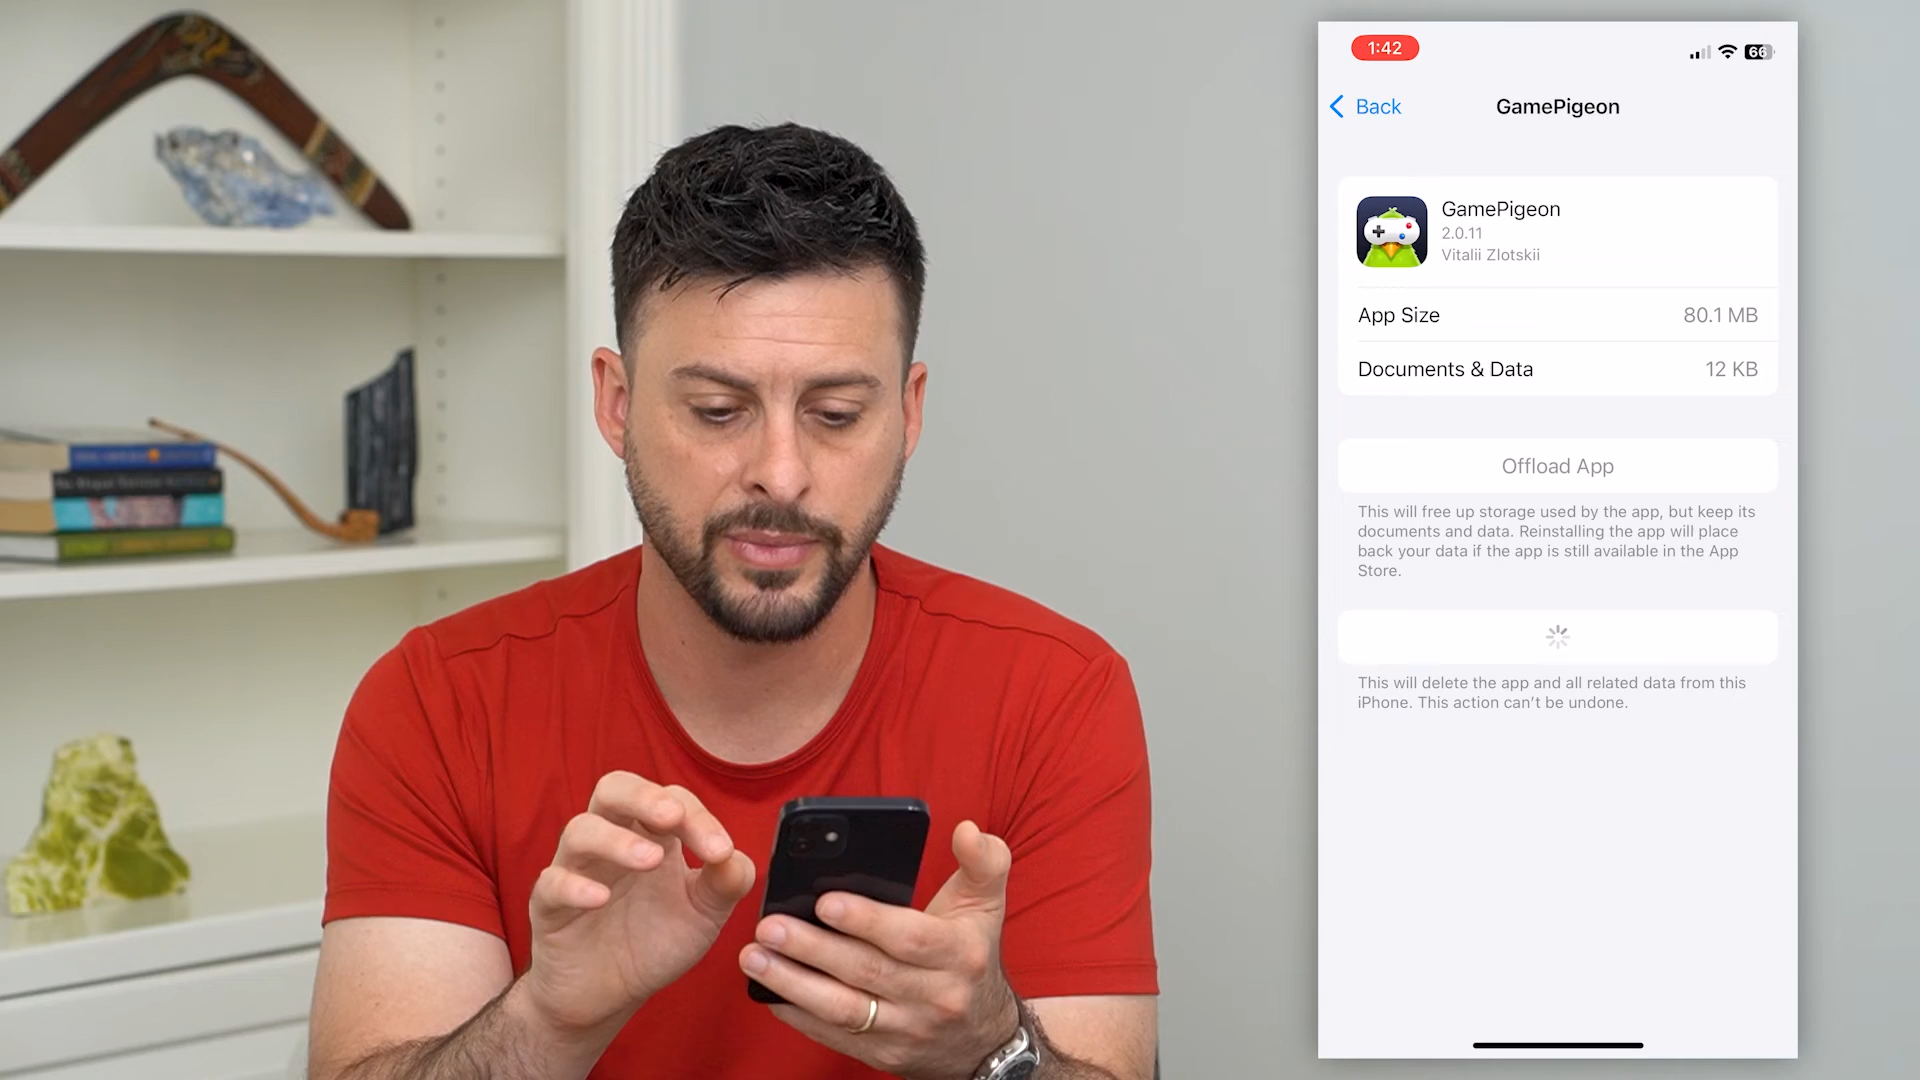 1:42
66
Back
GamePigeon
GamePigeon
2.0.11
Vitalii Zlotskii
App Size
80.1 MB
Documents & Data
12 KB
Offload App
This will free up storage used by the app, but keep its
documents and data. Reinstalling the app will place
back your data if the app is still available in the App
Store.
This will delete the app and all related data from this
iPhone. This action can't be undone.